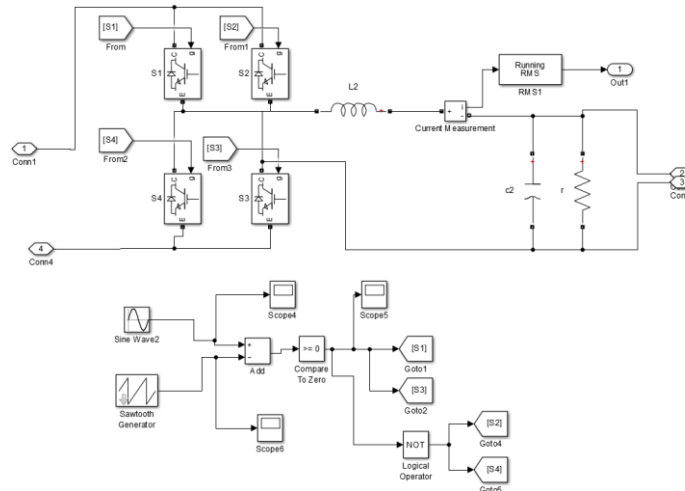 [S1]
From
[S2]
From1
C
g
S1
E
C
g
S2
E
L2
Running
RMS
RMS1
1
Out1
+
i
-
Current Measurement
1
Conn1
[S4]
From2
[S3]
From3
C
g
S4
E
C
g
S3
E
+
c2
+
r
2
3
Con
4
Conn4
Scope4
Scope5
Sine Wave2
+
−
Add
>= 0
Compare
To Zero
[S1]
Goto1
[S3]
Goto2
Sawtooth
Generator
Scope6
NOT
Logical
Operator
[S2]
Goto4
[S4]
Goto5